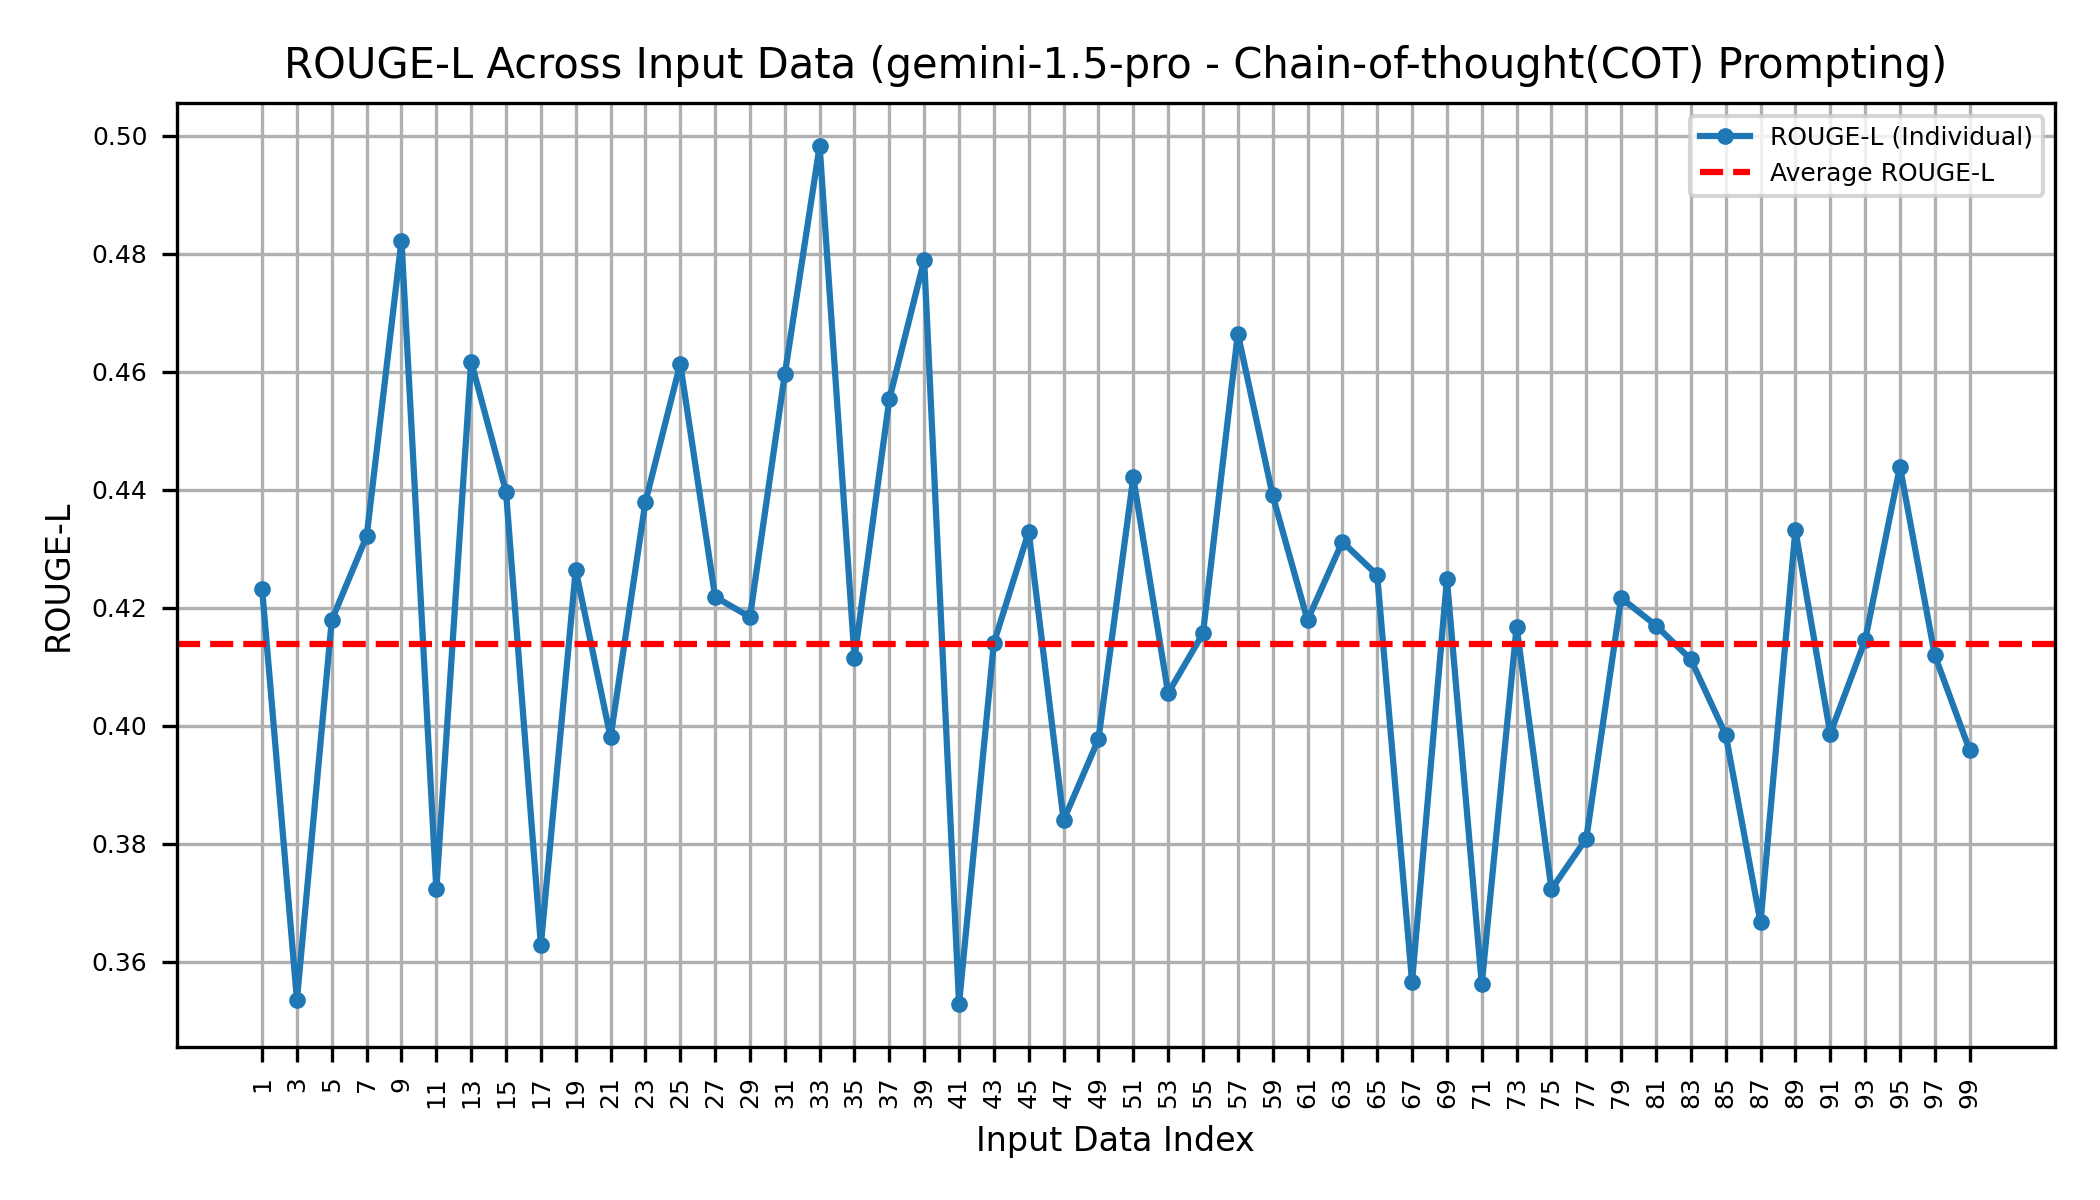 ROUGE-L Across Input Data (gemini-1.5-pro - Chain-of-thought(COT) Prompting)
ROUGE-L (Individual)
Average ROUGE-L
ROUGE-L
0.50
0.48
0.46
0.44
0.42
0.40
0.38
0.36
1 3 5 7 9 11 13 15 17 19 21 23 25 27 29 31 33 35 37 39 41 43 45 47 49 51 53 55 57 59 61 63 65 67 69 71 73 75 77 79 81 83 85 87 89 91 93 95 97 99
Input Data Index